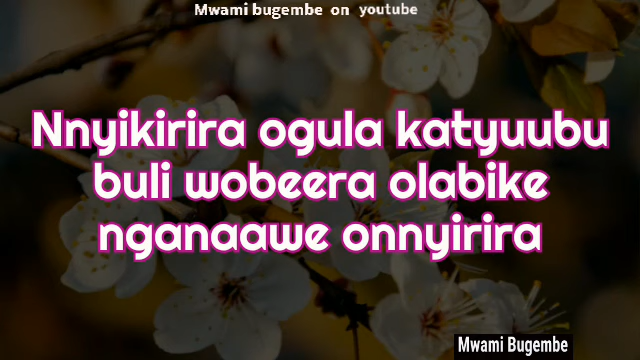 Mwami bugembe on youtube
Nnyikirira ogula katyuubu
buli wobeera olabike
nganaawe onnyirira
Mwami Bugembe